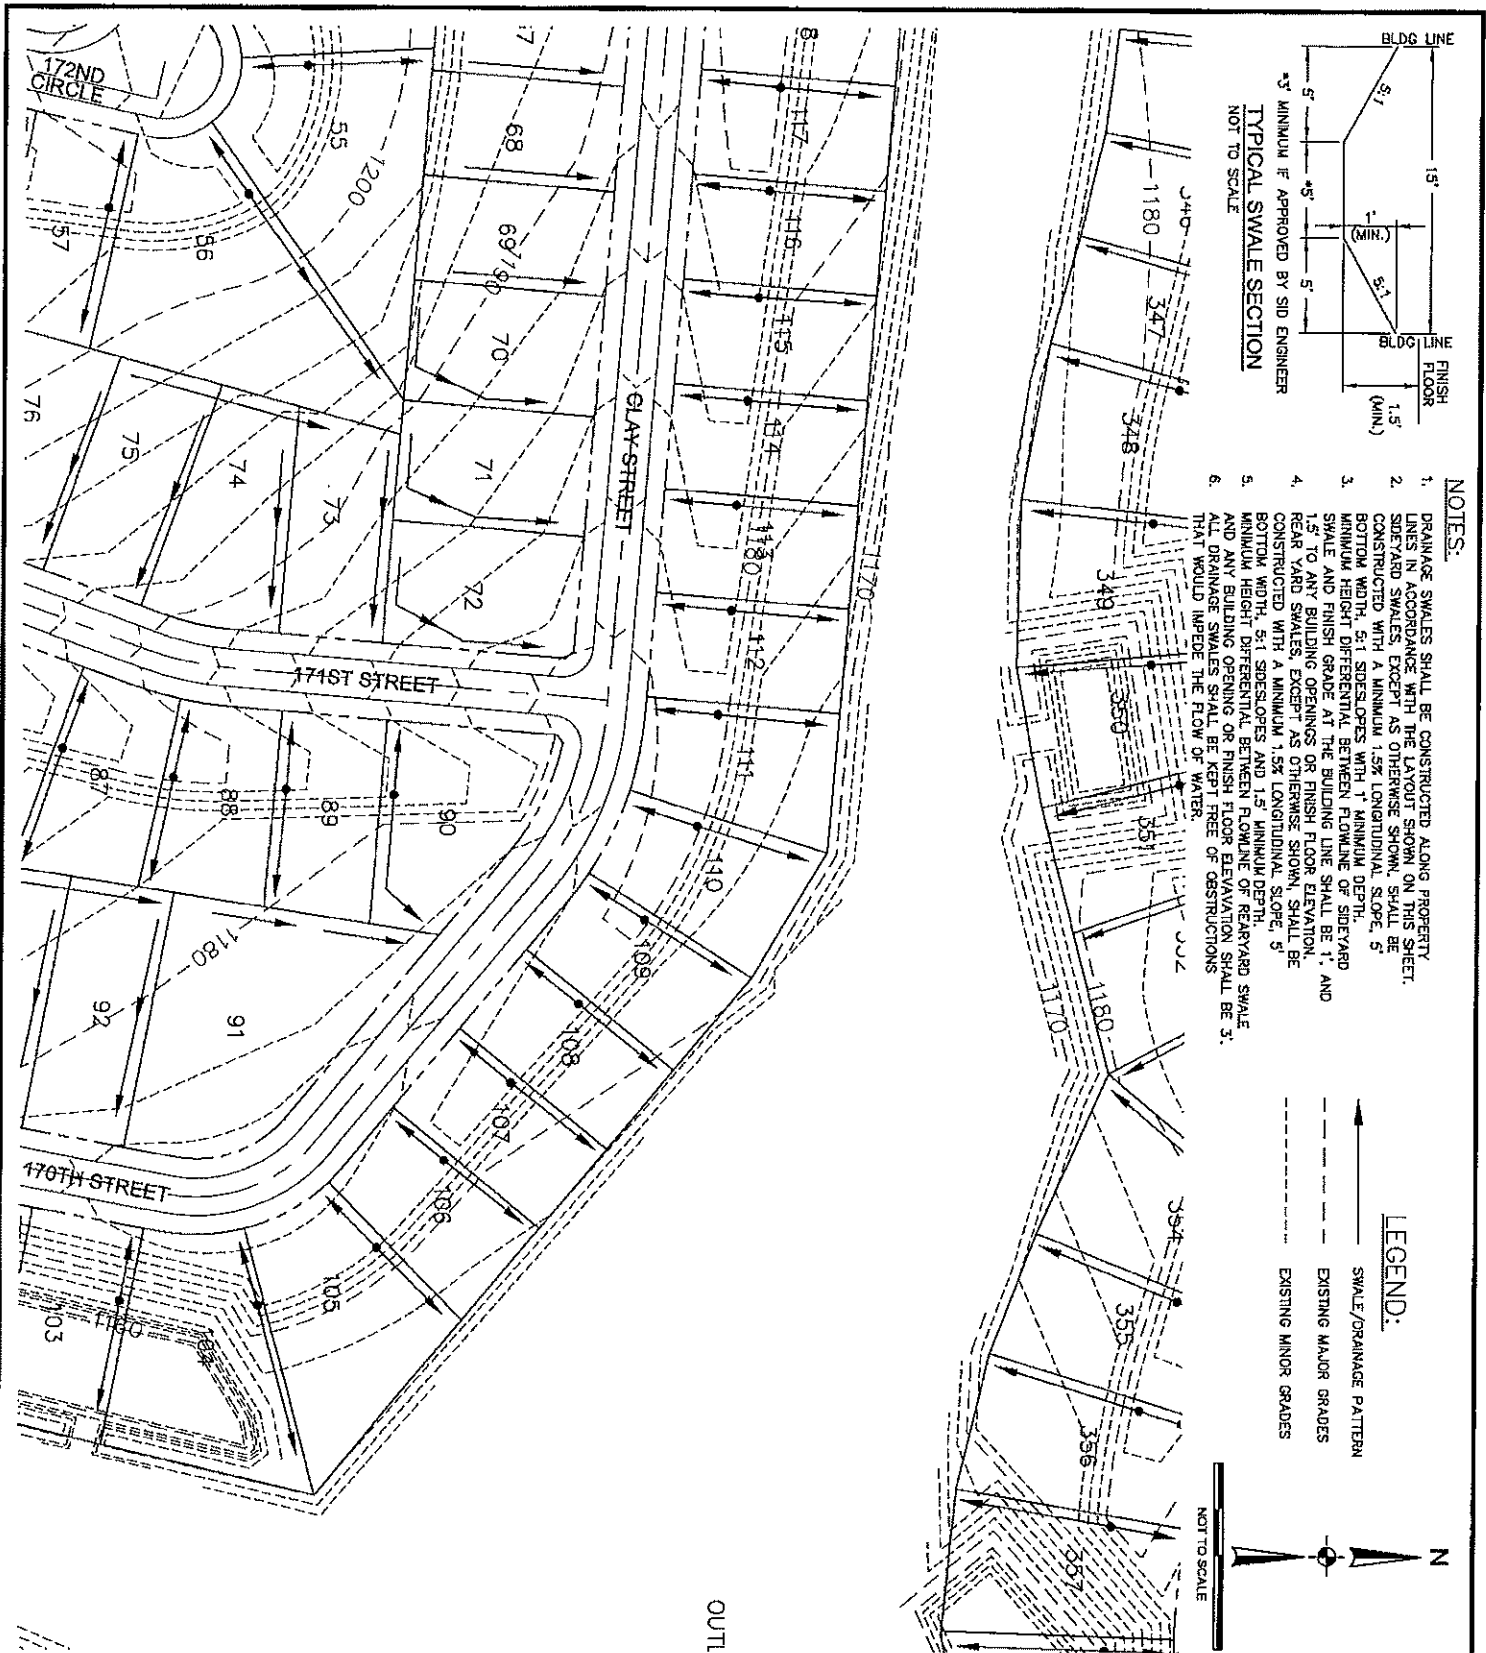 BLDG LINE
BLDG LINE
15'
5:1
5:1
5'
*5'
5'
1'
(MIN.)
FINISH
FLOOR
1.5'
(MIN.)
*3' MINIMUM IF APPROVED BY SID ENGINEER
TYPICAL SWALE SECTION
NOT TO SCALE
NOTES:
1. DRAINAGE SWALES SHALL BE CONSTRUCTED ALONG PROPERTY
LINES IN ACCORDANCE WITH THE LAYOUT SHOWN ON THIS SHEET.
2. SIDEYARD SWALES, EXCEPT AS OTHERWISE SHOWN, SHALL BE
CONSTRUCTED WITH A MINIMUM 1.5% LONGITUDINAL SLOPE, 5'
BOTTOM WIDTH, 5:1 SIDESLOPES WITH 1' MINIMUM DEPTH.
3. MINIMUM HEIGHT DIFFERENTIAL BETWEEN FLOWLINE OF SIDEYARD
SWALE AND FINISH GRADE AT THE BUILDING LINE SHALL BE 1', AND
1.5' TO ANY BUILDING OPENINGS OR FINISH FLOOR ELEVATION.
4. REAR YARD SWALES, EXCEPT AS OTHERWISE SHOWN, SHALL BE
CONSTRUCTED WITH A MINIMUM 1.5% LONGITUDINAL SLOPE, 5'
BOTTOM WIDTH, 5:1 SIDESLOPES AND 1.5' MINIMUM DEPTH.
5. MINIMUM HEIGHT DIFFERENTIAL BETWEEN FLOWLINE OF REARYARD SWALE
AND ANY BUILDING OPENING OR FINISH FLOOR ELEVATION SHALL BE 3'.
6. ALL DRAINAGE SWALES SHALL BE KEPT FREE OF OBSTRUCTIONS
THAT WOULD IMPEDE THE FLOW OF WATER.
LEGEND:
SWALE/DRAINAGE PATTERN
EXISTING MAJOR GRADES
EXISTING MINOR GRADES
N
NOT TO SCALE
346
1180
347
348
349
350
351
1180
1170
354
355
356
357
117
116
115
114
113
1180
1170
112
111
110
109
108
107
106
105
104
1160
103
CLAY STREET
68
69
1190
70
71
72
172ND
CIRCLE
55
1200
56
57
73
74
75
76
171ST STREET
87
88
89
90
1180
91
92
170TH STREET
OUTL